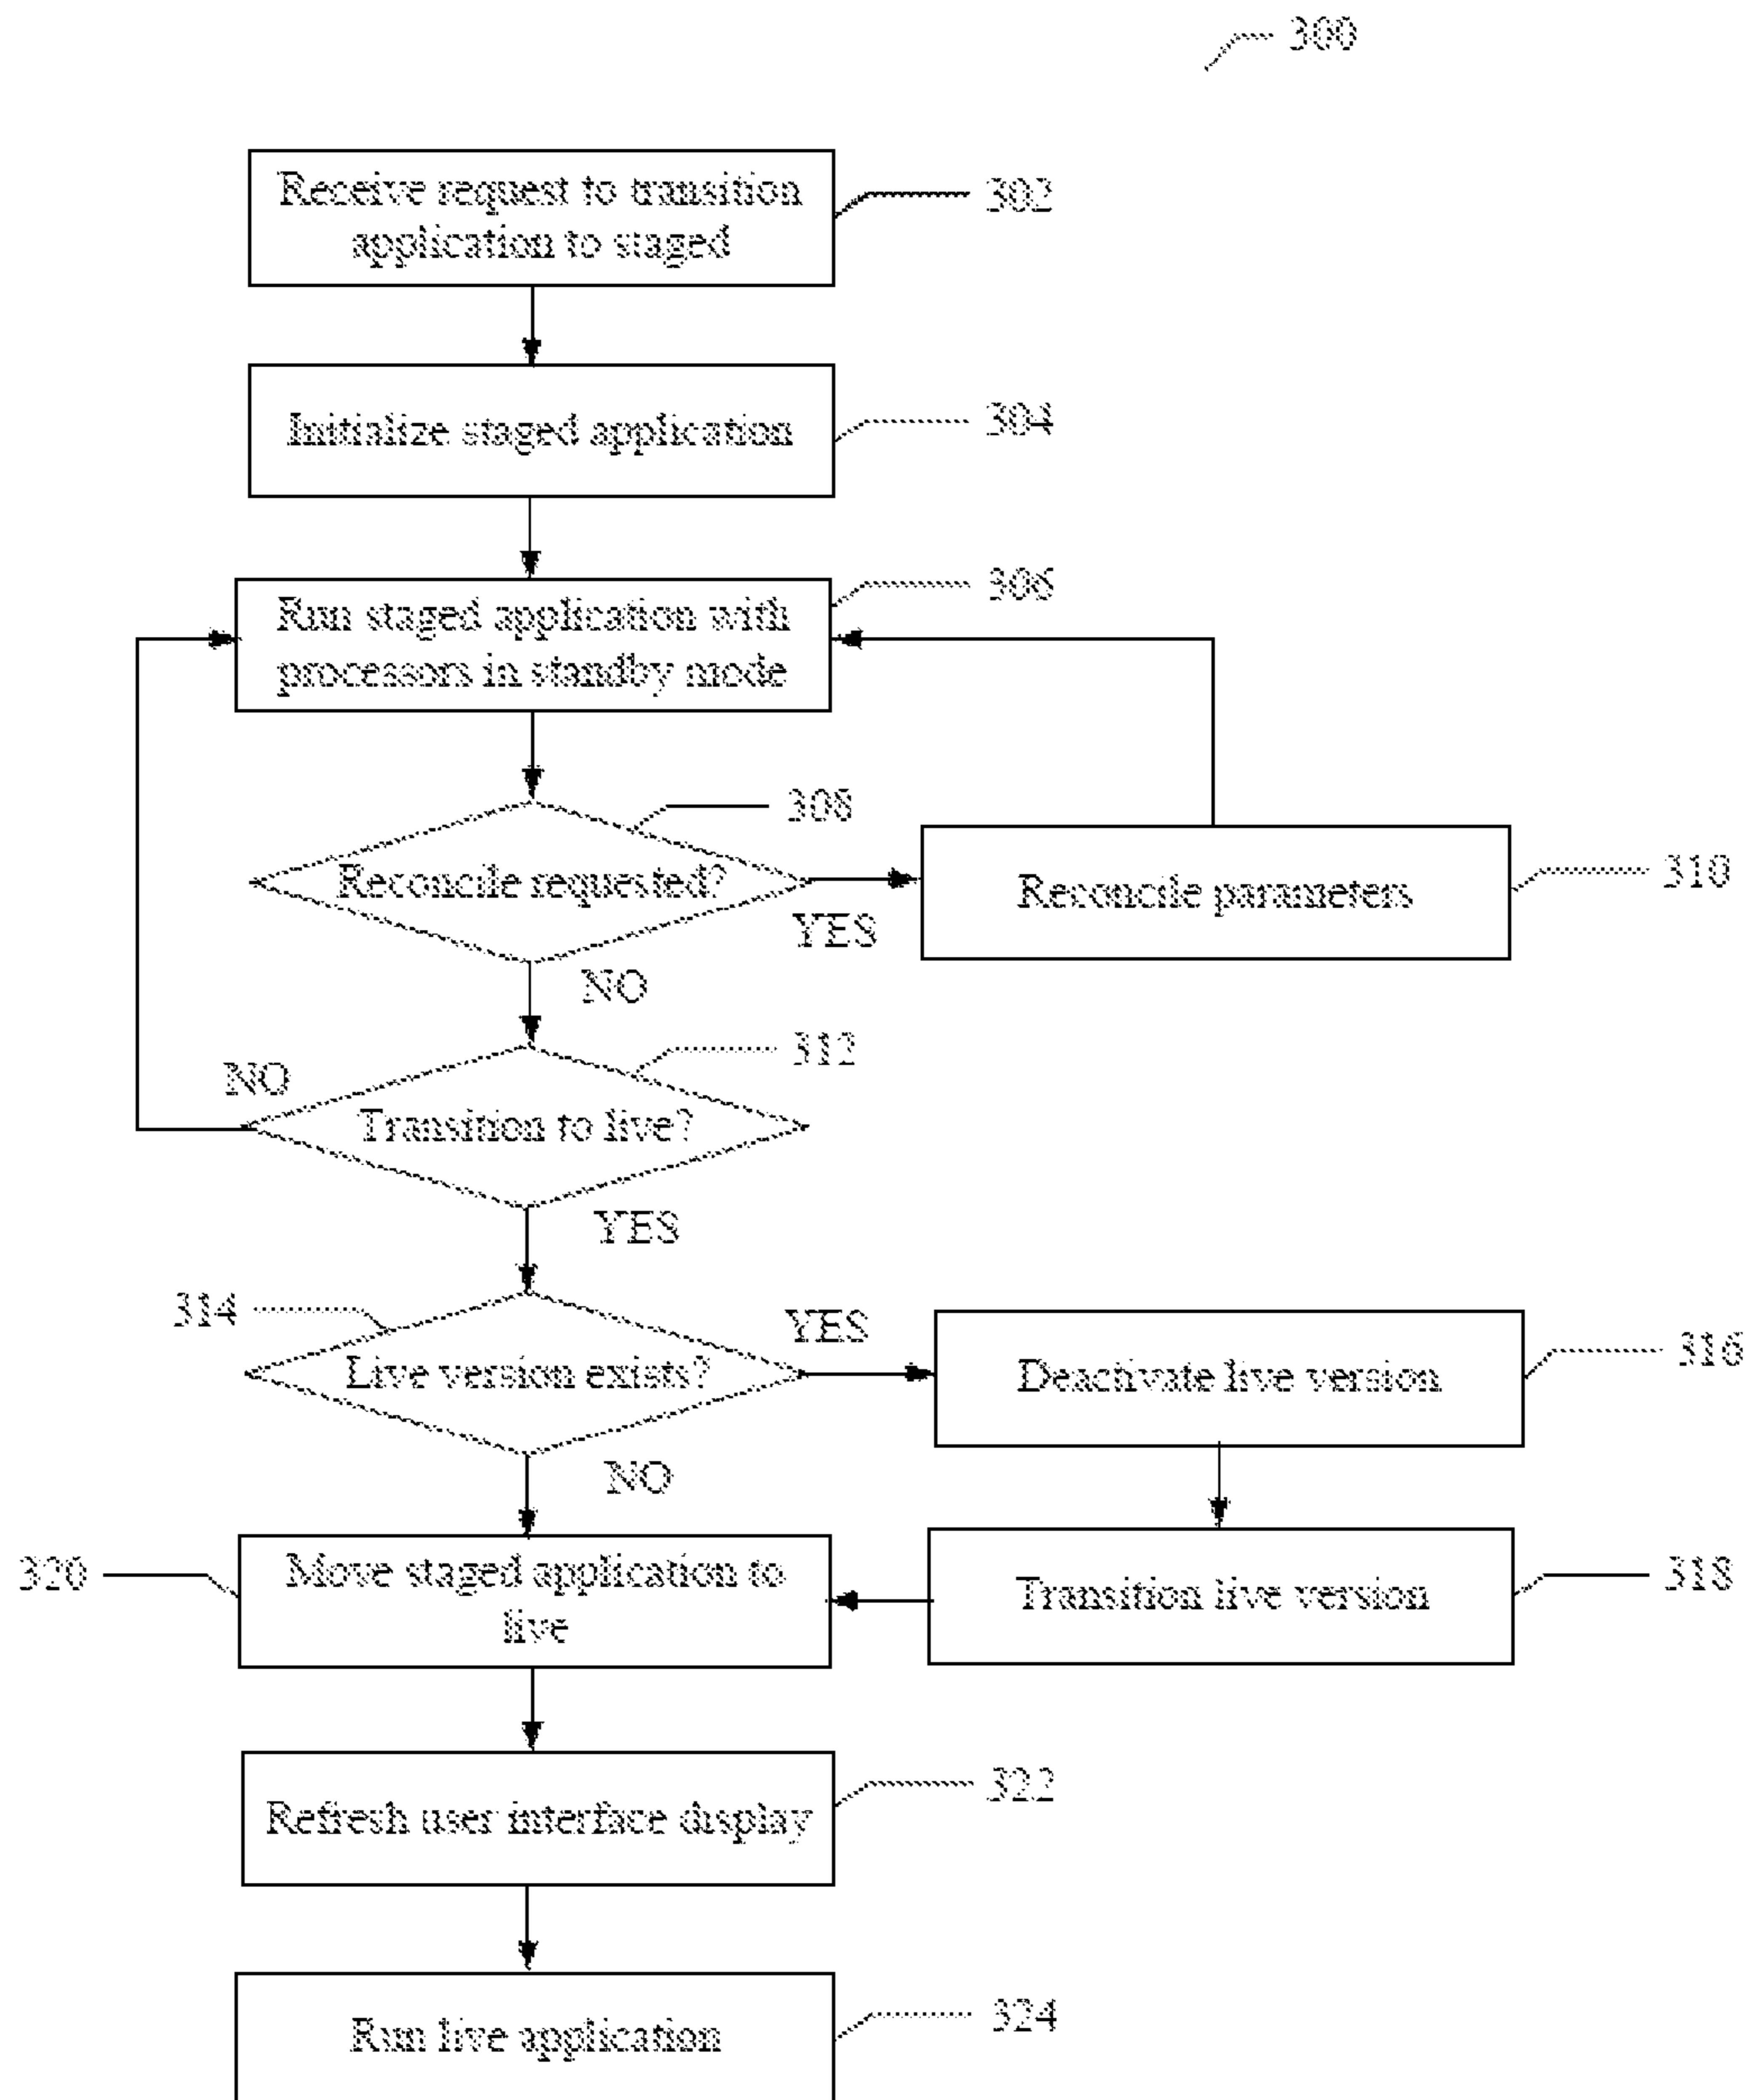 300
Receive request to transition
application to staged
302
Initialize staged application
304
306
Run staged application with
processors in standby mode
308
Reconcile requested?
YES
Reconcile parameters
310
NO
312
NO
Transition to live?
YES
314
YES
Live version exists?
Deactivate live version
316
NO
320
Move staged application to
live
Transition live version
318
322
Refresh user interface display
Run live application
324